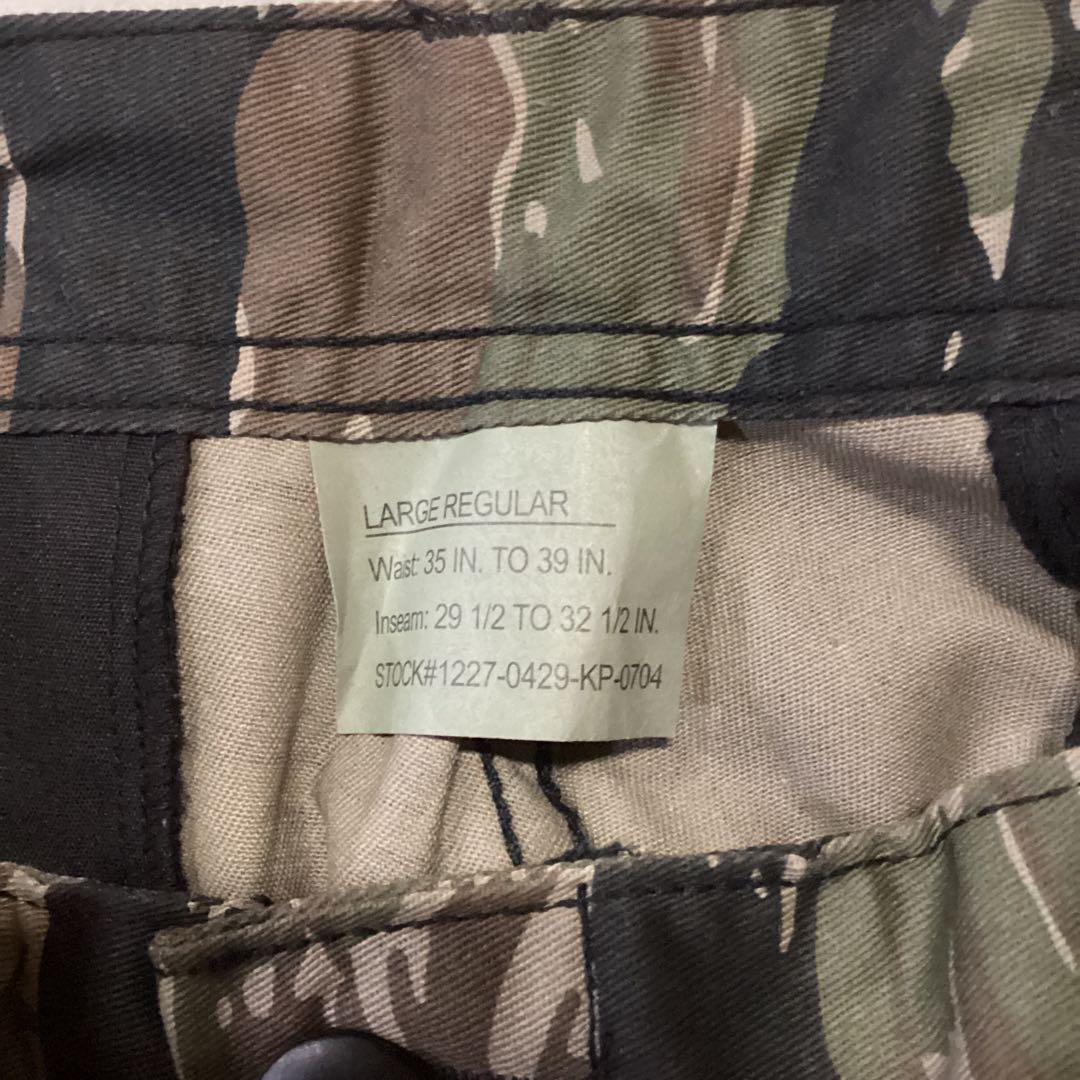 LARGE REGULAR
Waist: 35 IN. TO 39 IN.
Inseam: 29 1/2 TO 32 1/2 IN.
STOCK#1227-0429-KP-0704